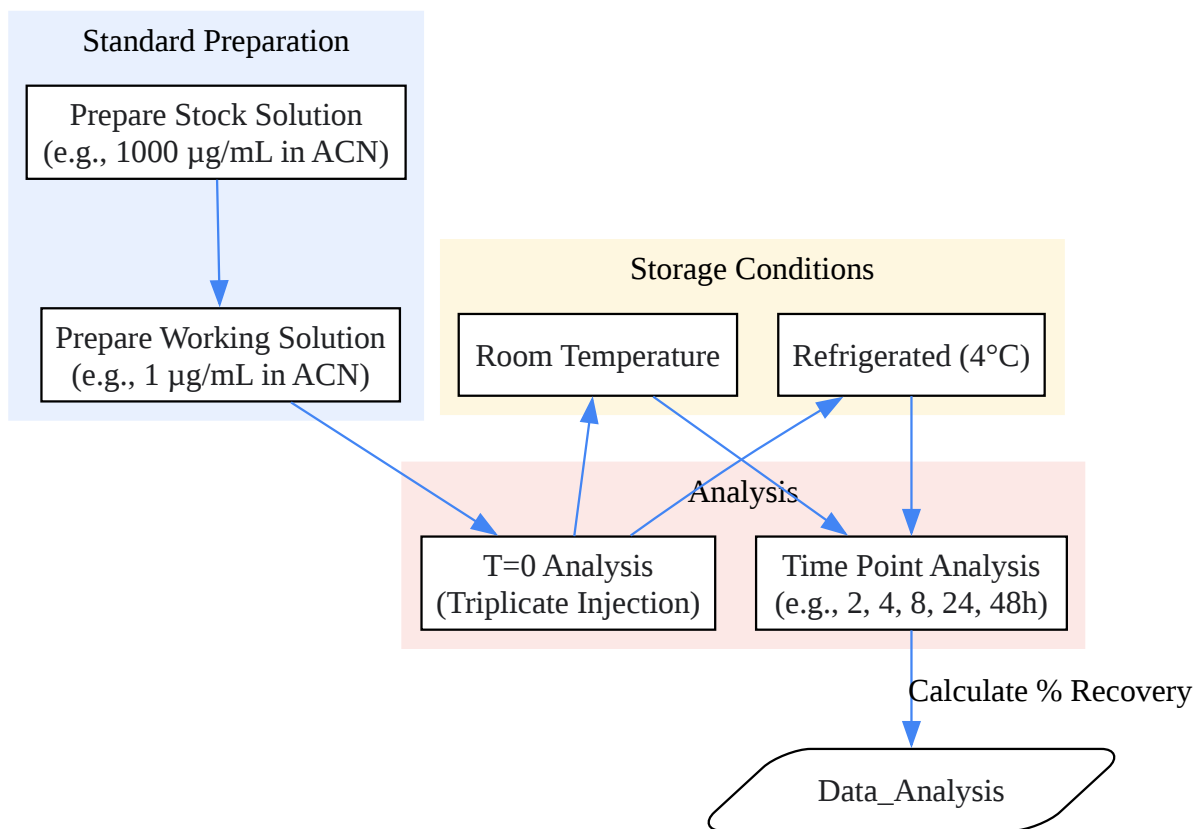 Standard Preparation
Prepare Stock Solution
(e.g., 1000 µg/mL in ACN)
Prepare Working Solution
(e.g., 1 µg/mL in ACN)
Storage Conditions
Room Temperature
Refrigerated (4°C)
Analysis
T=0 Analysis
(Triplicate Injection)
Time Point Analysis
(e.g., 2, 4, 8, 24, 48h)
Calculate % Recovery
Data_Analysis